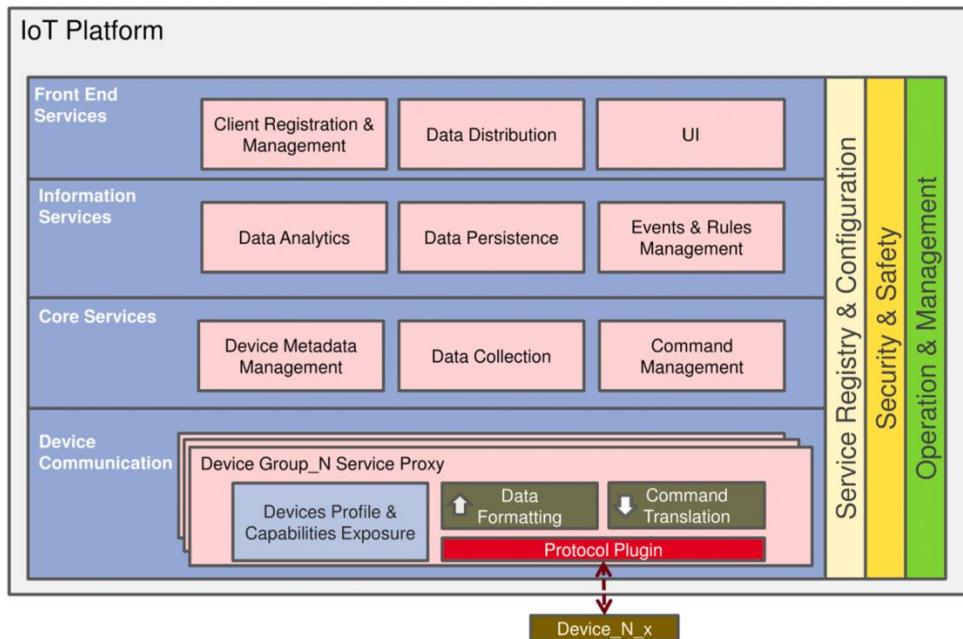 IoT Platform
Front End
Services
Client Registration &
Management
Data Distribution
UI
Information
Services
Data Analytics
Data Persistence
Events & Rules
Management
Core Services
Device Metadata
Management
Data Collection
Command
Management
Device
Communication
Device Group_N Service Proxy
Devices Profile &
Capabilities Exposure
Data
Formatting
Command
Translation
Protocol Plugin
Device_N_x
Service Registry & Configuration
Security & Safety
Operation & Management